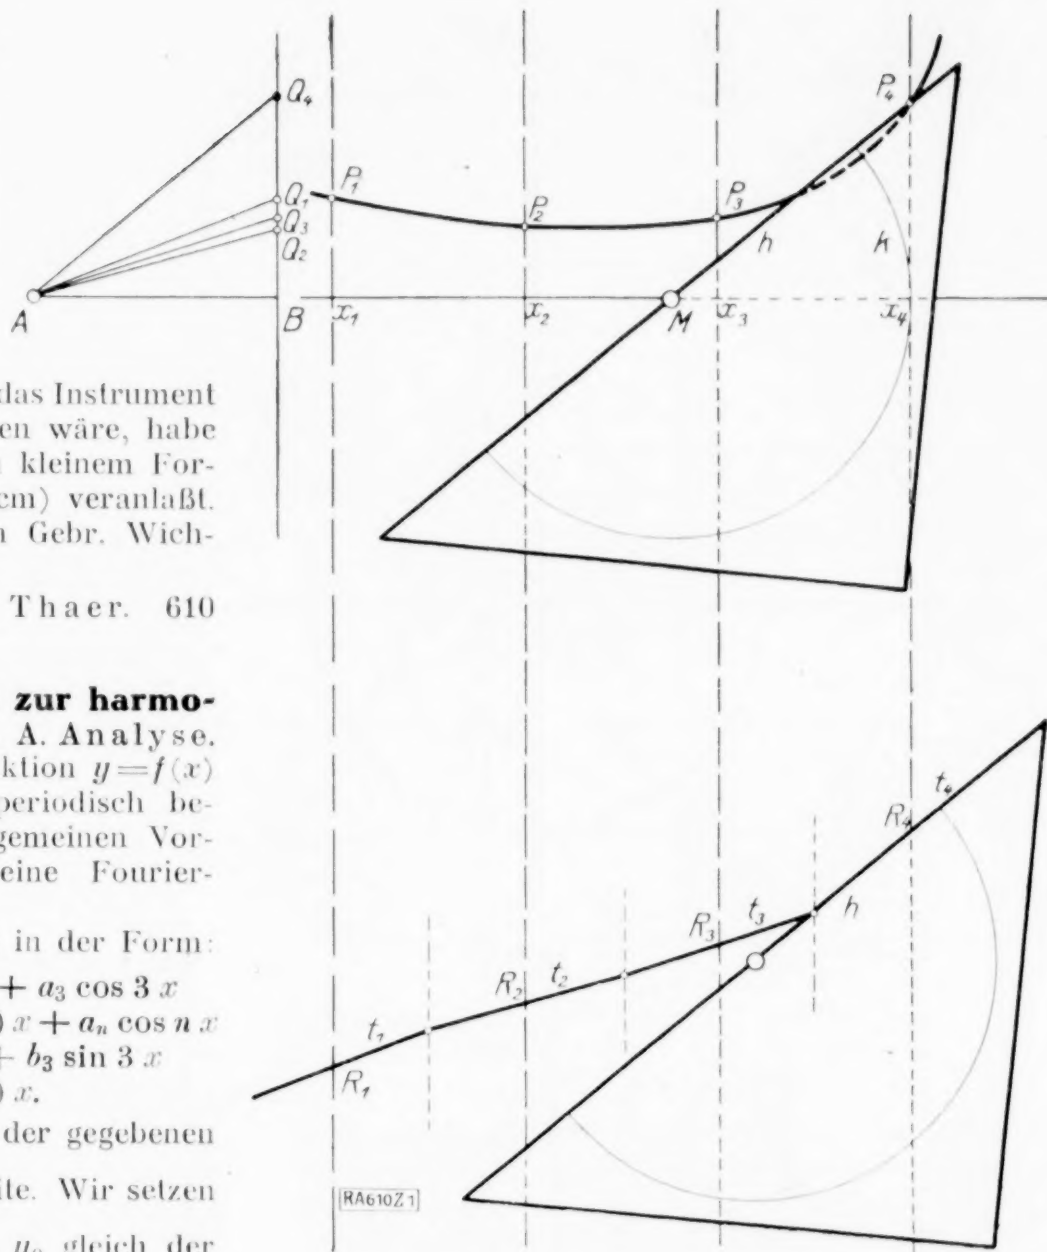 Q₄
P₄
Q₁
P₁
P₂
P₃
Q₃
Q₂
h
k
A
B
x₁
x₂
M
x₃
x₄
das Instrument
en wäre, habe
kleinem For-
cm) veranlaßt.
Gebr. Wich-
Thaer. 610
zur harmo-
A. Analyse.
ktion y = f(x)
periodisch be-
gemeinen Vor-
eine Fourier-
in der Form:
+ a₃ cos 3 x
) x + aₙ cos n x
+ b₃ sin 3 x
) x.
der gegebenen
ite. Wir setzen
gleich der
t₄
R₄
R₃
t₃
h
R₂
t₂
t₁
R₁
RA610Z1